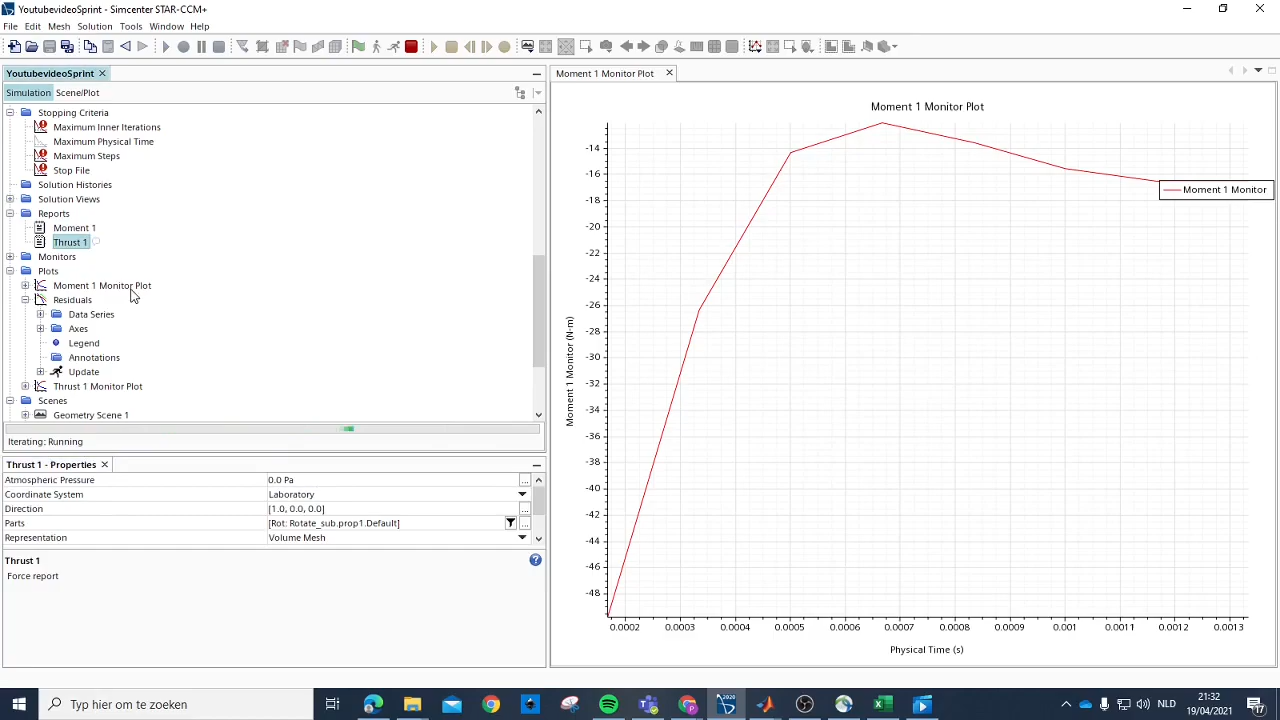 YoutubevideoSprint - Simcenter STAR-CCM+
File Edit Mesh Solution Tools Window Help
YoutubevideoSprint
Simulation Scene/Plot
Stopping Criteria
Maximum Inner Iterations
Maximum Physical Time
Maximum Steps
Stop File
Solution Histories
Solution Views
Reports
Moment 1
Thrust 1
Monitors
Plots
Moment 1 Monitor Plot
Residuals
Data Series
Axes
Legend
Annotations
Update
Thrust 1 Monitor Plot
Scenes
Geometry Scene 1
Iterating: Running
Thrust 1 - Properties
Atmospheric Pressure 0.0 Pa
Coordinate System Laboratory
Direction [1.0, 0.0, 0.0]
Parts [Rot: Rotate_sub.prop1.Default]
Representation Volume Mesh
Thrust 1
Force report
Moment 1 Monitor Plot
Moment 1 Monitor Plot
-14
-16
-18
-20
-22
-24
-26
-28
-30
-32
-34
-36
-38
-40
-42
-44
-46
-48
Moment 1 Monitor (N-m)
Moment 1 Monitor
0.0002 0.0003 0.0004 0.0005 0.0006 0.0007 0.0008 0.0009 0.001 0.0011 0.0012 0.0013
Physical Time (s)
Typ hier om te zoeken
2020
NLD
21:32
19/04/2021
17